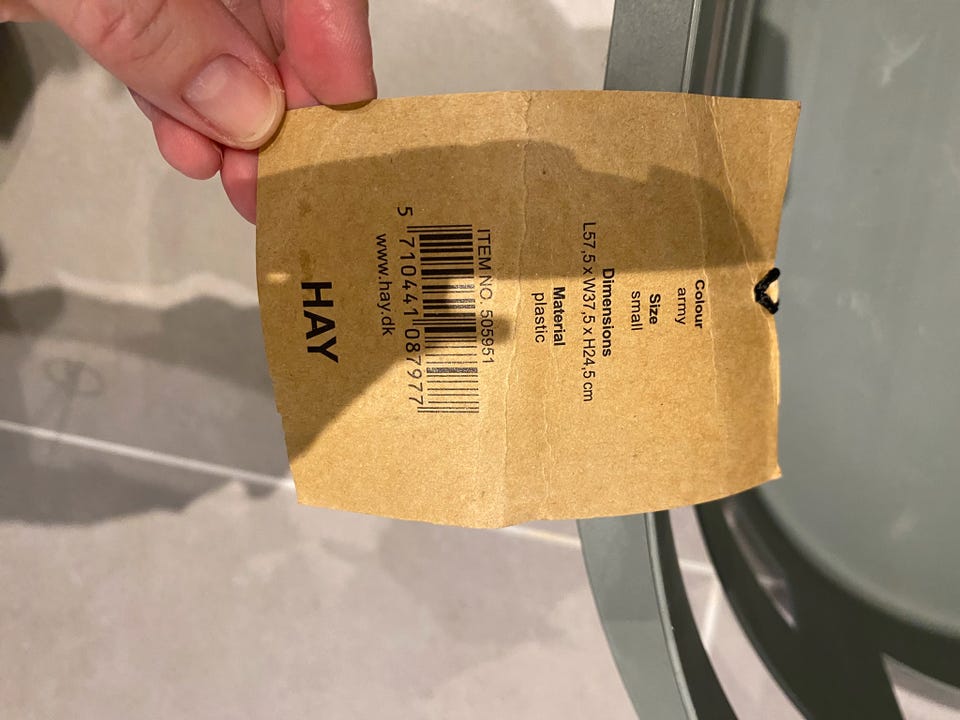 Colour
army
Size
small
Dimensions
L57,5 x W37,5 x H24,5 cm
Material
plastic
ITEM NO. 505951
5 710441 087977
www.hay.dk
HAY